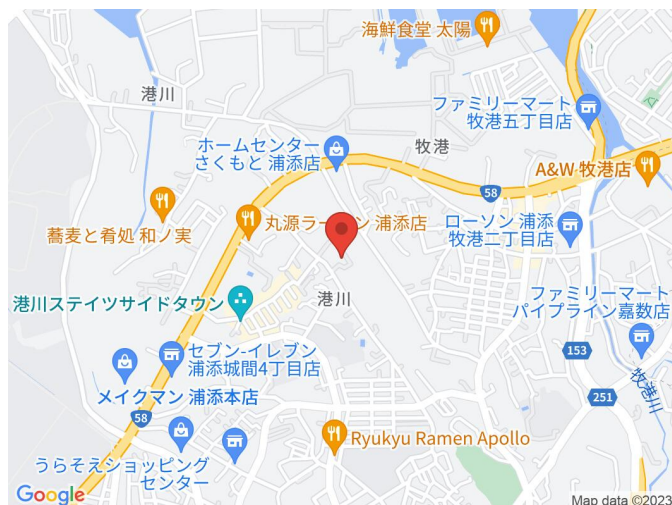 海鮮食堂 太陽
港川
ファミリーマート
牧港五丁目店
牧港
ホームセンター
さくもと 浦添店
A&W 牧港店
58
蕎麦と肴処 和ノ実
丸源ラーメン 浦添店
ローソン 浦添
牧港二丁目店
港川ステイツサイドタウン
港川
ファミリーマート
パイプライン嘉数店
セブン-イレブン
浦添城間4丁目店
153
牧港川
メイクマン 浦添本店
251
58
うらそえショッピング
センター
Ryukyu Ramen Apollo
Google
Map data ©2023